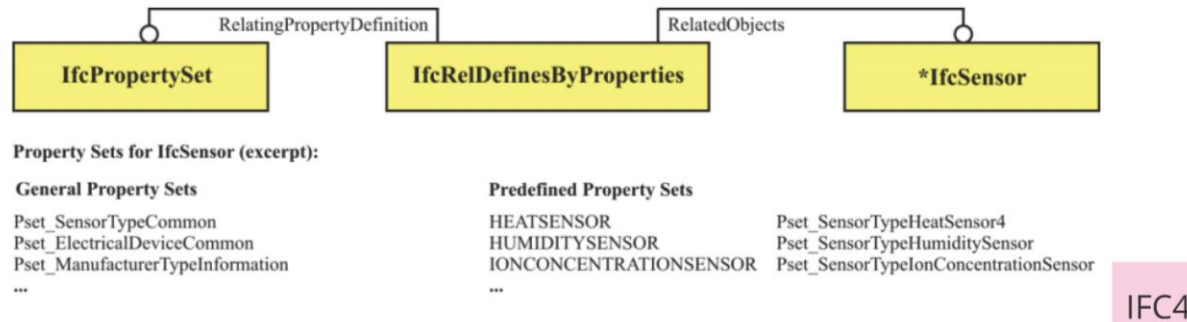 RelatingPropertyDefinition RelatedObjects
IfcPropertySet IfcRelDefinesByProperties *IfcSensor
Property Sets for IfcSensor (excerpt):
General Property Sets Predefined Property Sets
Pset_SensorTypeCommon HEATSENSOR Pset_SensorTypeHeatSensor4
Pset_ElectricalDeviceCommon HUMIDITYSENSOR Pset_SensorTypeHumiditySensor
Pset_ManufacturerTypeInformation IONCONCENTRATIONSENSOR Pset_SensorTypeIonConcentrationSensor
... ...
IFC4